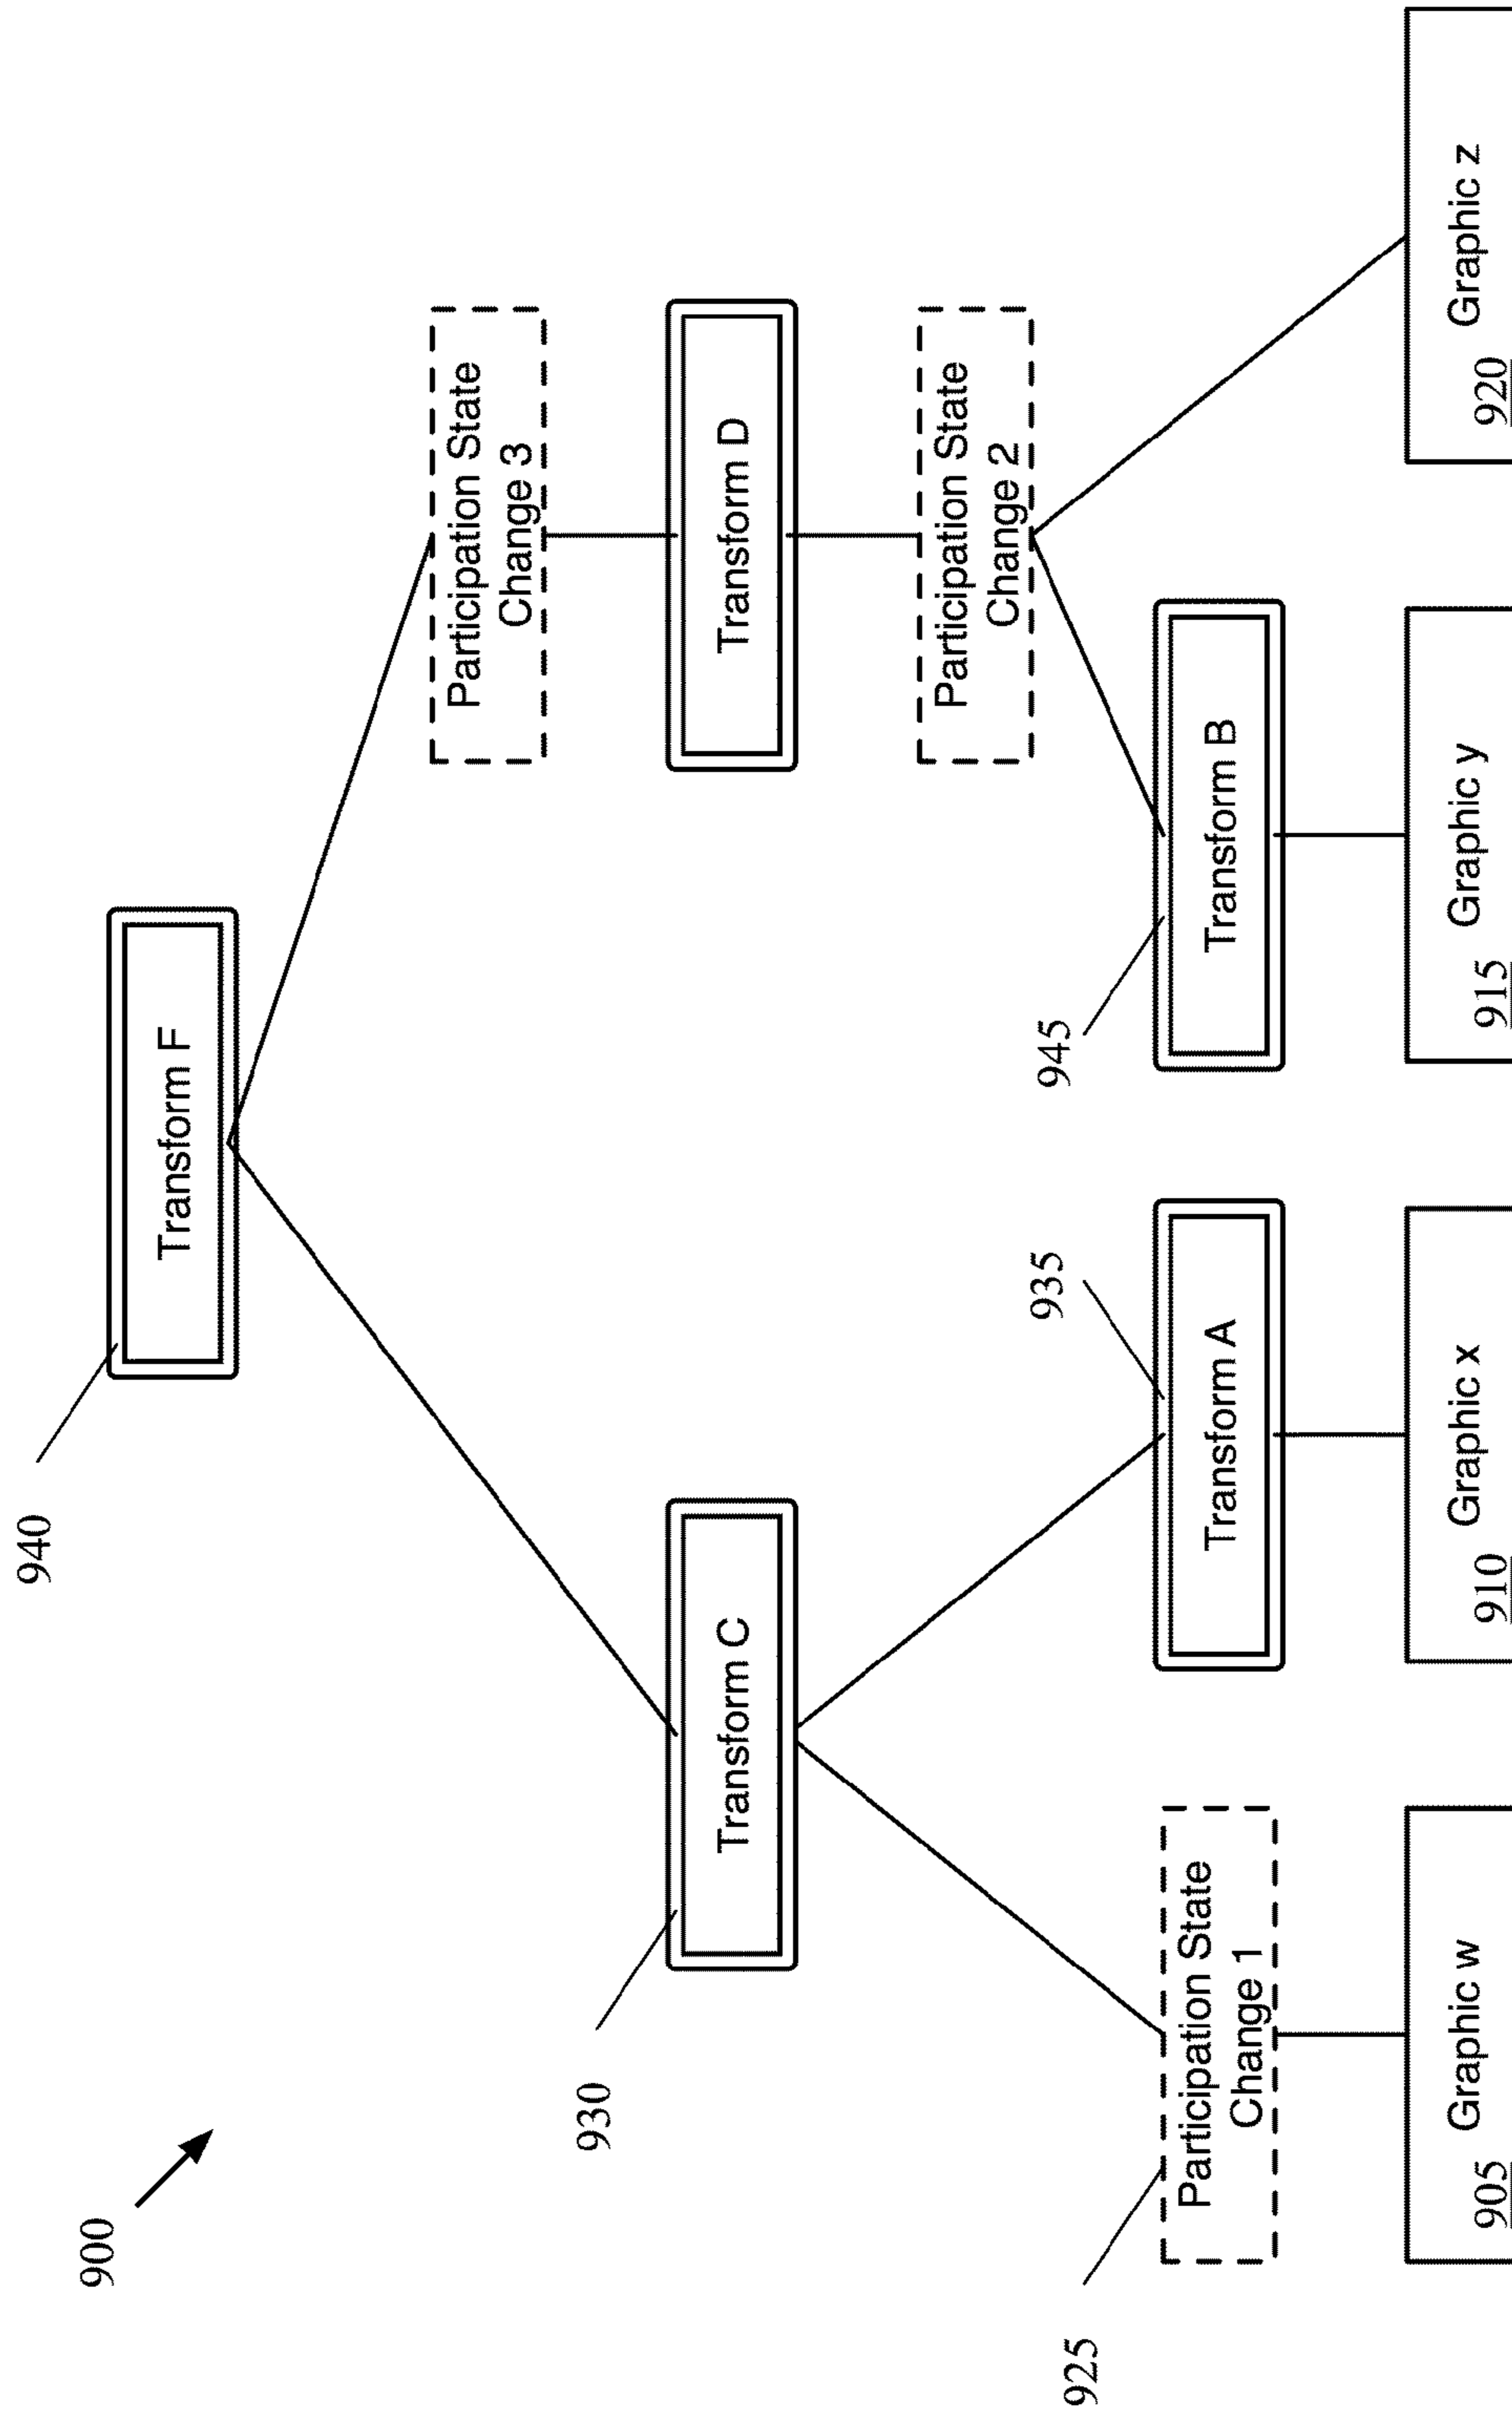 900
940
Transform F
Participation State
Change 3
930
Transform C
Transform D
Participation State
Change 2
925
935
945
Participation State
Change 1
Transform A
Transform B
Graphic w
905
Graphic x
910
Graphic y
915
Graphic z
920